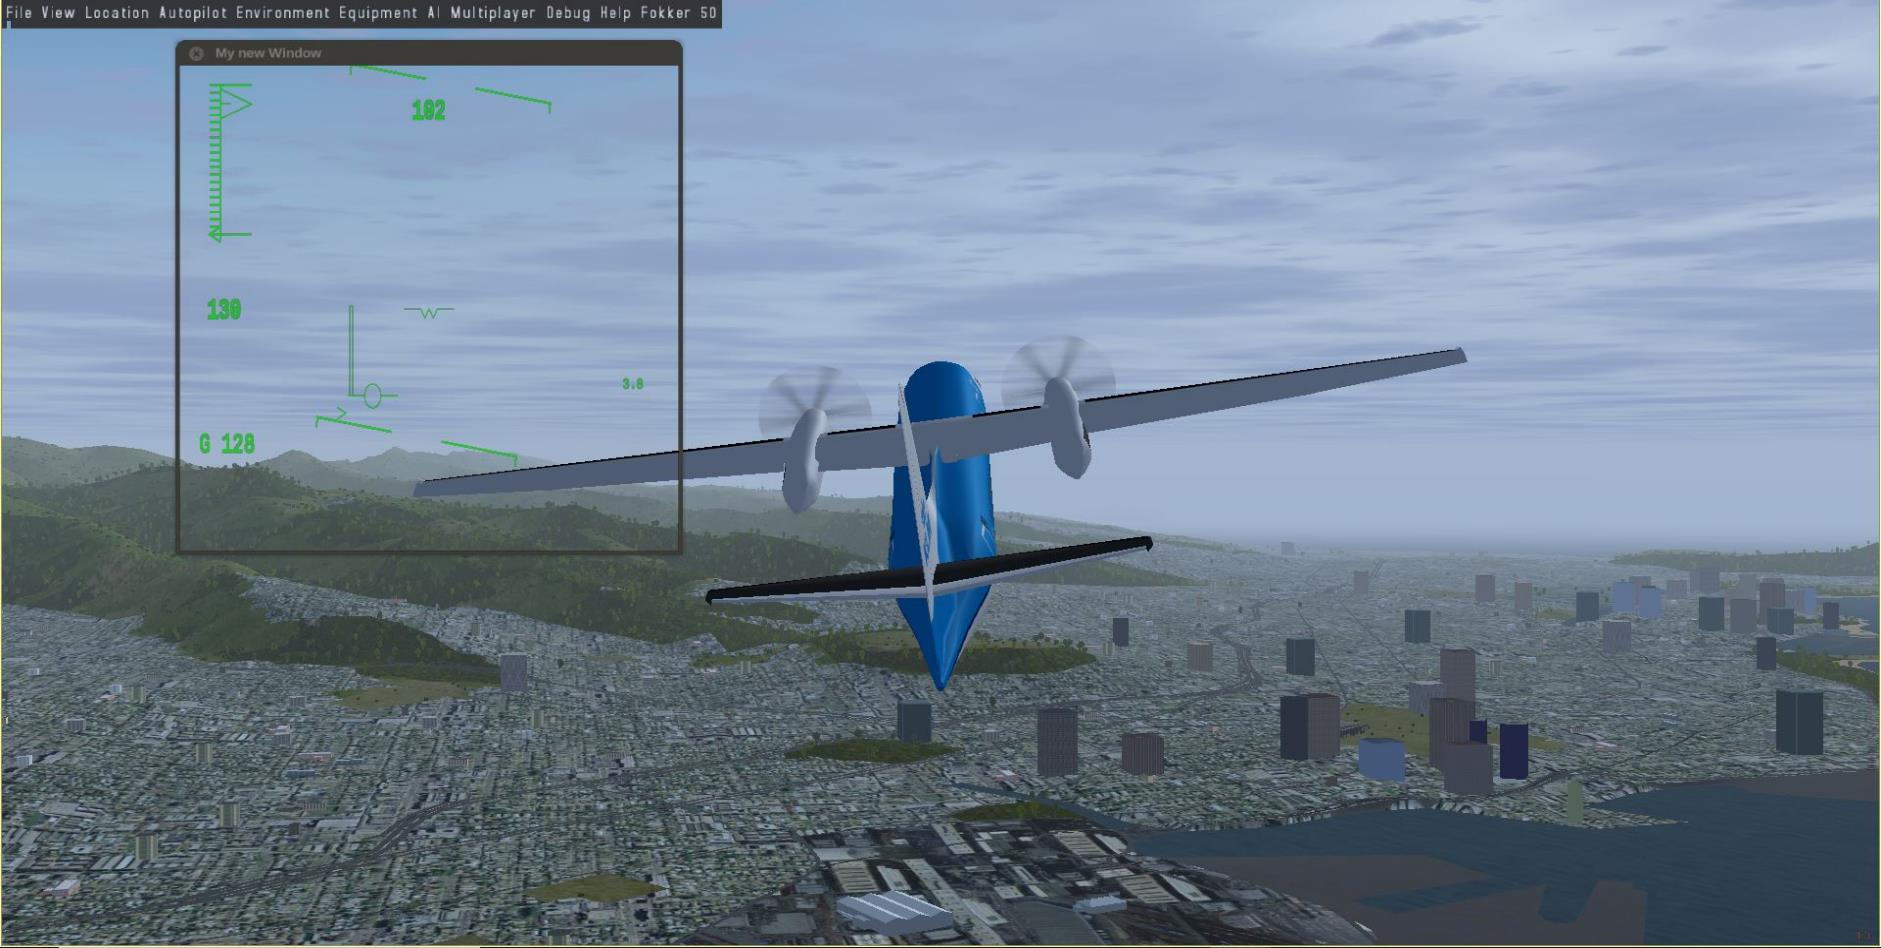 File View Location Autopilot Environment Equipment AI Multiplayer Debug Help Fokker 50
My new Window
102
130
3.8
G 128